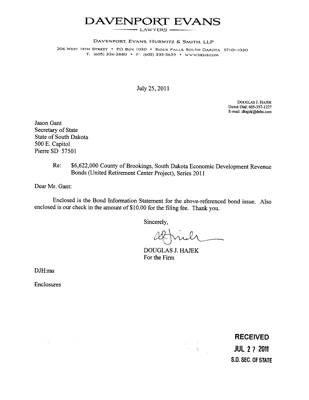 DAVENPORT EVANS
LAWYERS
DAVENPORT, EVANS, HURWITZ & SMITH, LLP
206 WEST 14TH STREET • PO BOX 1030 • SIOUX FALLS, SOUTH DAKOTA 57101-1030
T: (605) 336-2880 • F: (605) 335-3639 • WWW.DEHS.COM
July 25, 2011
DOUGLAS J. HAJEK
Direct Dial: 605-357-1227
E-mail: dhajek@dehs.com
Jason Gant
Secretary of State
State of South Dakota
500 E. Capitol
Pierre SD 57501
Re: $6,622,000 County of Brookings, South Dakota Economic Development Revenue
Bonds (United Retirement Center Project), Series 2011
Dear Mr. Gant:
Enclosed is the Bond Information Statement for the above-referenced bond issue. Also
enclosed is our check in the amount of $10.00 for the filing fee. Thank you.
Sincerely,
DOUGLAS J. HAJEK
For the Firm
DJH:ms
Enclosures
RECEIVED
JUL 27 2011
S.D. SEC. OF STATE